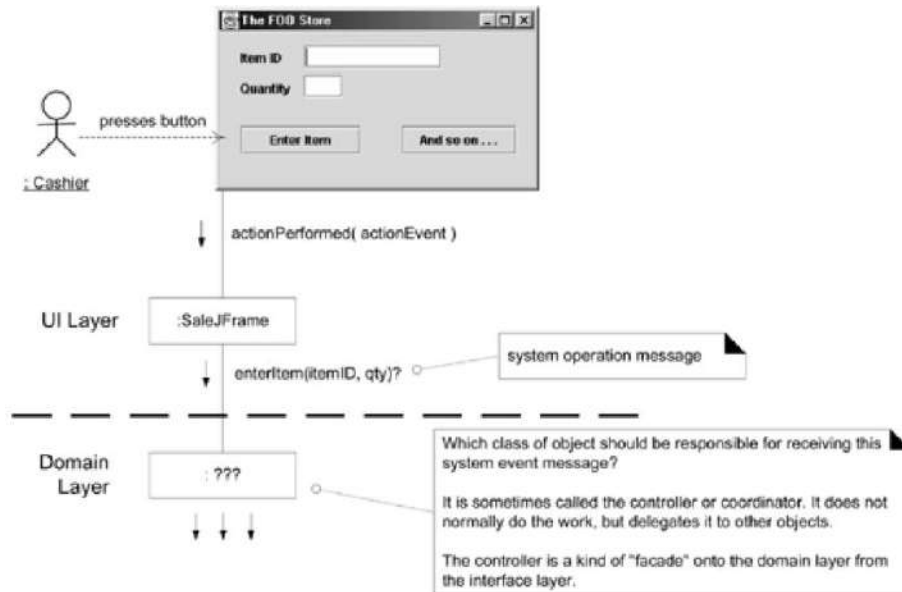 The FOO Store
Item ID
Quantity
presses button
Enter Item
And so on . . .
: Cashier
actionPerformed( actionEvent )
UI Layer
:SaleJFrame
system operation message
enterItem(itemID, qty)?
Which class of object should be responsible for receiving this
system event message?
It is sometimes called the controller or coordinator. It does not
normally do the work, but delegates it to other objects.
The controller is a kind of "facade" onto the domain layer from
the interface layer.
Domain
Layer
: ???